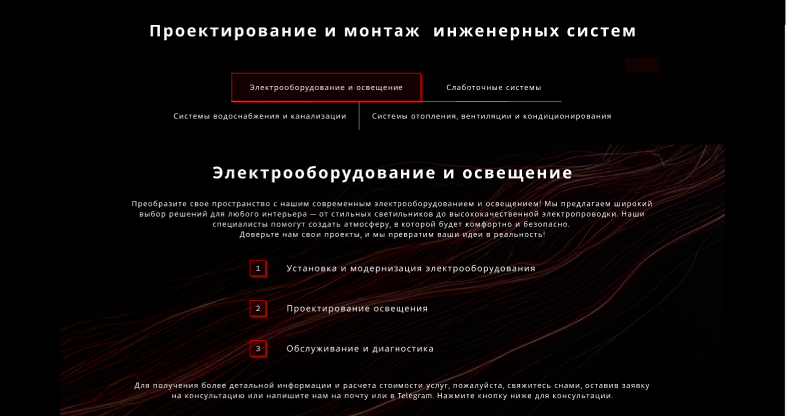 Проектирование и монтаж инженерных систем
Электрооборудование и освещение
Слаботочные системы
Системы водоснабжения и канализации
Системы отопления, вентиляции и кондиционирования
Электрооборудование и освещение
Преобразите свое пространство с нашим современным электрооборудованием и освещением! Мы предлагаем широкий
выбор решений для любого интерьера — от стильных светильников до высококачественной электропроводки. Наши
специалисты помогут создать атмосферу, в которой будет комфортно и безопасно.
Доверьте нам свои проекты, и мы превратим ваши идеи в реальность!
1 Установка и модернизация электрооборудования
2 Проектирование освещения
3 Обслуживание и диагностика
Для получения более детальной информации и расчета стоимости услуг, пожалуйста, свяжитесь снами, оставив заявку
на консультацию или напишите нам на почту или в Telegram. Нажмите кнопку ниже для консультации.